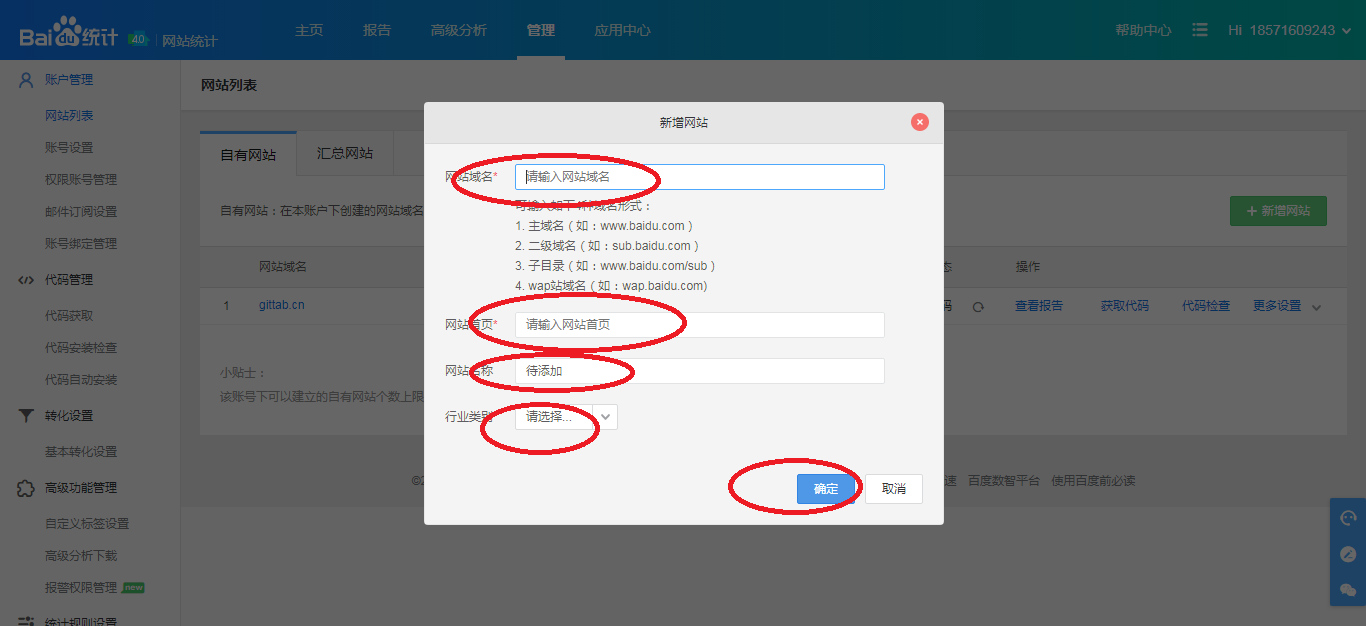 Baidu统计 4.0 网站统计
主页 报告 高级分析 管理 应用中心
帮助中心 Hi 18571609243
账户管理
网站列表
账号设置
权限账号管理
邮件订阅设置
账号绑定管理
代码管理
代码获取
代码安装检查
代码自动安装
转化设置
基本转化设置
高级功能管理
自定义标签设置
高级分析下载
报警权限管理 new
统计规则设置
网站列表
自有网站 汇总网站
自有网站：在本账户下创建的网站域名
+ 新增网站
网站域名
操作
1 gittab.cn
码 查看报告 获取代码 代码检查 更多设置
小贴士：
该账号下可以建立的自有网站个数上限
新增网站
网站域名* 请输入网站域名
可输入如下4种域名形式：
1. 主域名（如：www.baidu.com）
2. 二级域名（如：sub.baidu.com）
3. 子目录（如：www.baidu.com/sub）
4. wap站域名（如：wap.baidu.com)
网站首页* 请输入网站首页
网站名称 待添加
行业类别 请选择...
确定 取消
©2
速 百度数智平台 使用百度前必读